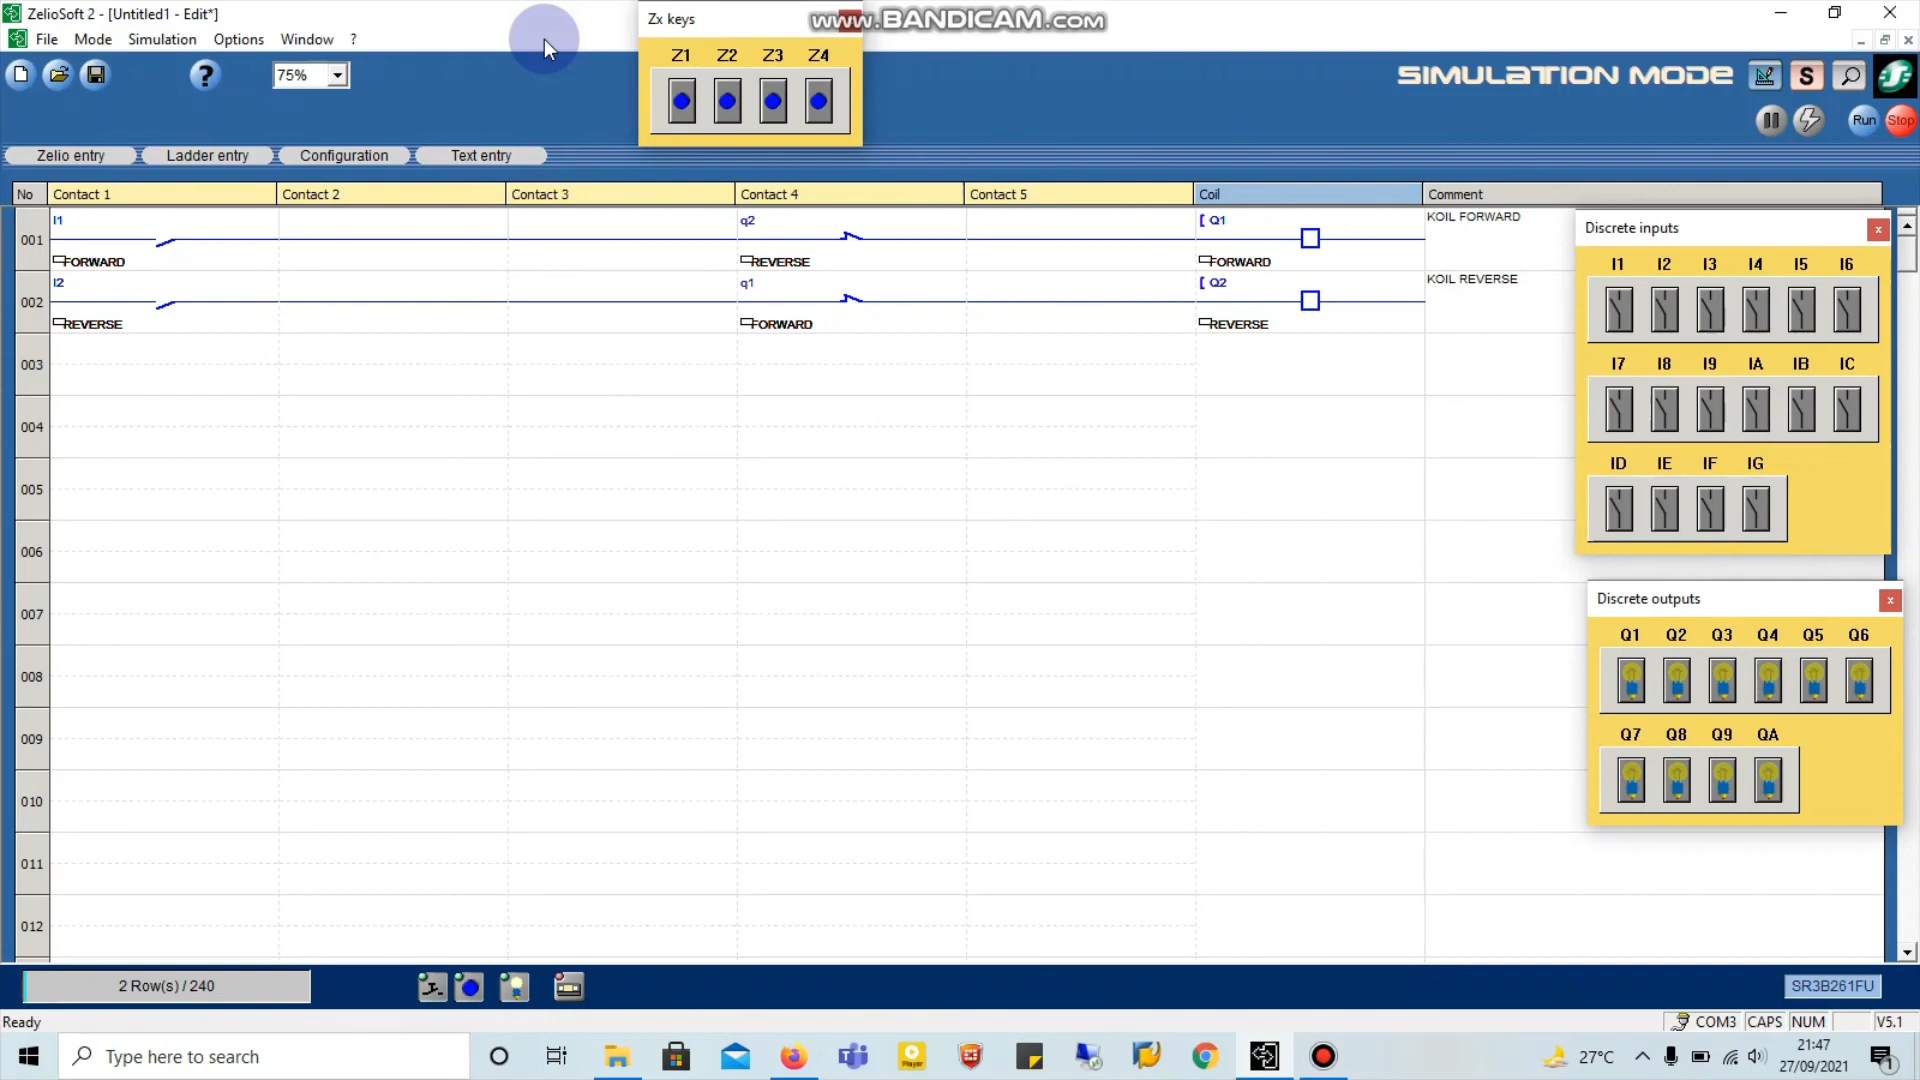 ZelioSoft 2 - [Untitled1 - Edit*]
Zx keys
www.BANDICAM.com
File Mode Simulation Options Window ?
Z1 Z2 Z3 Z4
75%
SIMULATION MODE
S
Run
Stop
Zelio entry
Ladder entry
Configuration
Text entry
No Contact 1 Contact 2 Contact 3 Contact 4 Contact 5 Coil Comment
001
I1
q2
[ Q1
KOIL FORWARD
FORWARD
REVERSE
FORWARD
002
I2
q1
[ Q2
KOIL REVERSE
REVERSE
FORWARD
REVERSE
003
004
005
006
007
008
009
010
011
012
Discrete inputs
I1 I2 I3 I4 I5 I6
I7 I8 I9 IA IB IC
ID IE IF IG
Discrete outputs
Q1 Q2 Q3 Q4 Q5 Q6
Q7 Q8 Q9 QA
2 Row(s) / 240
SR3B261FU
Ready
COM3 CAPS NUM V5.1
Type here to search
Player
27°C
21:47
27/09/2021
1